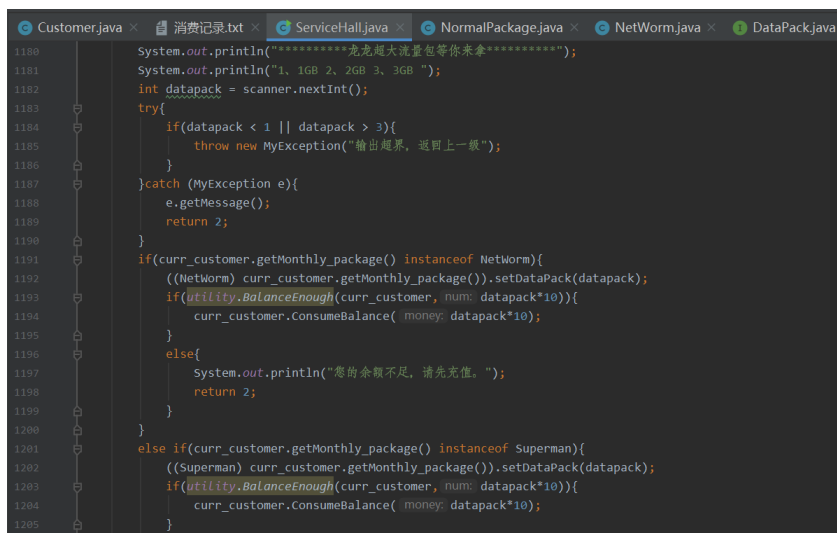 Customer.java × 消费记录.txt × ServiceHall.java × NormalPackage.java × NetWorm.java × DataPack.java
1180 System.out.println("**********龙龙超大流量包等你来拿**********");
1181 System.out.println("1、1GB 2、2GB 3、3GB ");
1182 int datapack = scanner.nextInt();
1183 try{
1184 if(datapack < 1 || datapack > 3){
1185 throw new MyException("输出超界，返回上一级");
1186 }
1187 }catch (MyException e){
1188 e.getMessage();
1189 return 2;
1190 }
1191 if(curr_customer.getMonthly_package() instanceof NetWorm){
1192 ((NetWorm) curr_customer.getMonthly_package()).setDataPack(datapack);
1193 if(utility.BalanceEnough(curr_customer, num: datapack*10)){
1194 curr_customer.ConsumeBalance( money: datapack*10);
1195 }
1196 else{
1197 System.out.println("您的余额不足，请先充值。");
1198 return 2;
1199 }
1200 }
1201 else if(curr_customer.getMonthly_package() instanceof Superman){
1202 ((Superman) curr_customer.getMonthly_package()).setDataPack(datapack);
1203 if(utility.BalanceEnough(curr_customer, num: datapack*10)){
1204 curr_customer.ConsumeBalance( money: datapack*10);
1205 }